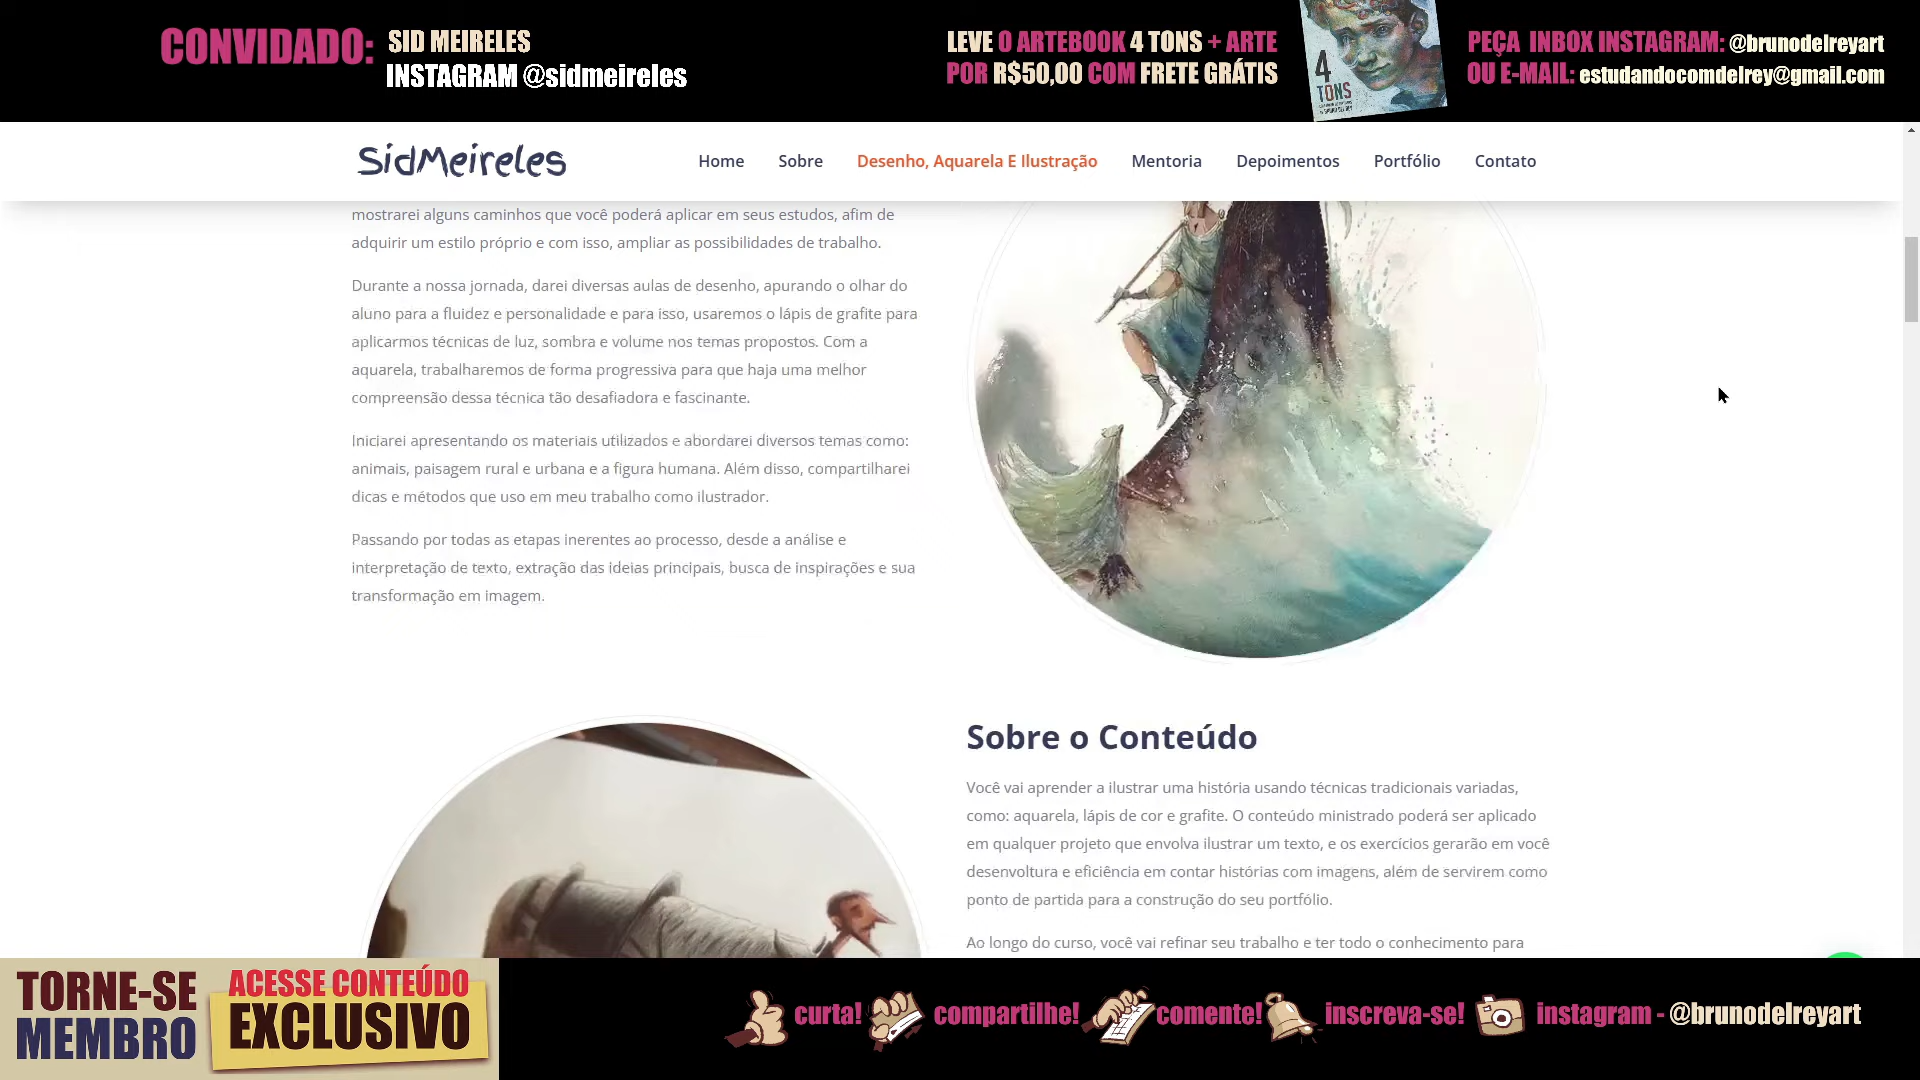 CONVIDADO: SID MEIRELES
INSTAGRAM @sidmeireles
LEVE O ARTEBOOK 4 TONS + ARTE
POR R$50,00 COM FRETE GRÁTIS
4
TONS
PEÇA INBOX INSTAGRAM: @brunodelreyart
OU E-MAIL: estudandocomdelrey@gmail.com
SidMeireles
Home Sobre Desenho, Aquarela E Ilustração Mentoria Depoimentos Portfólio Contato
mostrarei alguns caminhos que você poderá aplicar em seus estudos, afim de
adquirir um estilo próprio e com isso, ampliar as possibilidades de trabalho.
Durante a nossa jornada, darei diversas aulas de desenho, apurando o olhar do
aluno para a fluidez e personalidade e para isso, usaremos o lápis de grafite para
aplicarmos técnicas de luz, sombra e volume nos temas propostos. Com a
aquarela, trabalharemos de forma progressiva para que haja uma melhor
compreensão dessa técnica tão desafiadora e fascinante.
Iniciarei apresentando os materiais utilizados e abordarei diversos temas como:
animais, paisagem rural e urbana e a figura humana. Além disso, compartilharei
dicas e métodos que uso em meu trabalho como ilustrador.
Passando por todas as etapas inerentes ao processo, desde a análise e
interpretação de texto, extração das ideias principais, busca de inspirações e sua
transformação em imagem.
Sobre o Conteúdo
Você vai aprender a ilustrar uma história usando técnicas tradicionais variadas,
como: aquarela, lápis de cor e grafite. O conteúdo ministrado poderá ser aplicado
em qualquer projeto que envolva ilustrar um texto, e os exercícios gerarão em você
desenvoltura e eficiência em contar histórias com imagens, além de servirem como
ponto de partida para a construção do seu portfólio.
Ao longo do curso, você vai refinar seu trabalho e ter todo o conhecimento para
TORNE-SE
MEMBRO
ACESSE CONTEÚDO
EXCLUSIVO
curta! compartilhe! comente! inscreva-se! instagram - @brunodelreyart